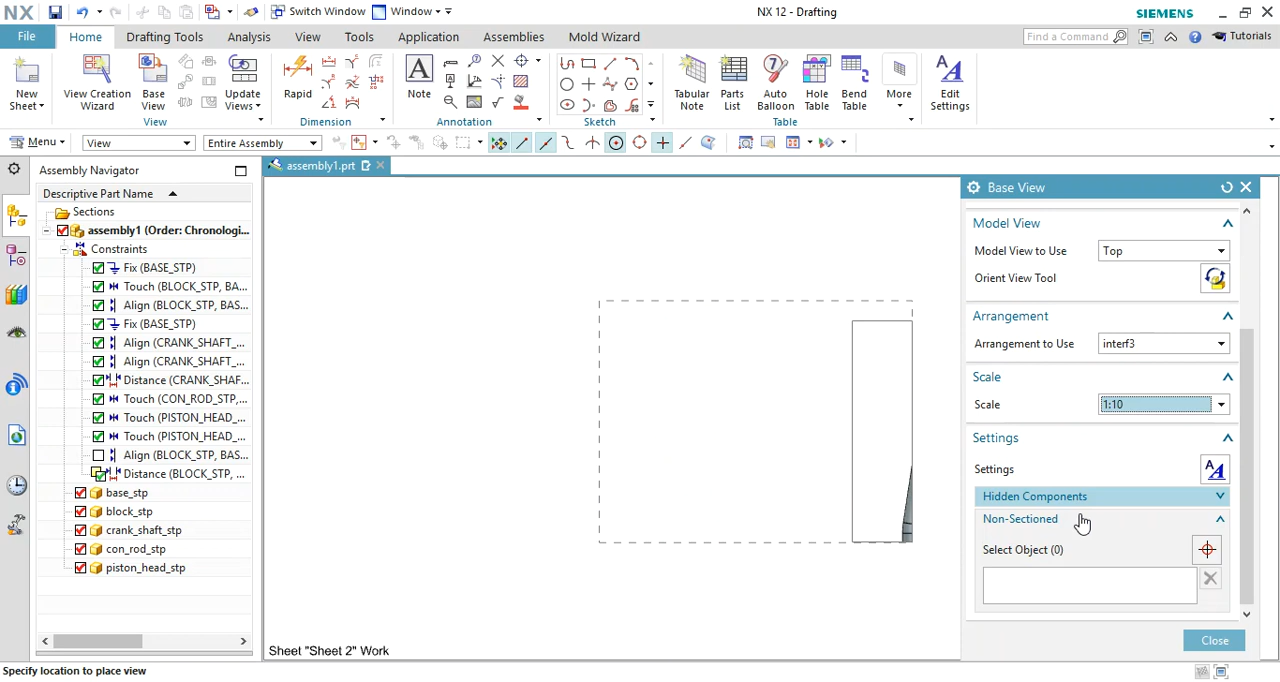 NX
Switch Window
Window
NX 12 - Drafting
SIEMENS
File
Home
Drafting Tools
Analysis
View
Tools
Application
Assemblies
Mold Wizard
Find a Command
Tutorials
New Sheet
View Creation Wizard
Base View
Update Views
View
Rapid
Dimension
A
Note
Annotation
Sketch
Tabular Note
Parts List
Auto Balloon
Hole Table
Bend Table
Table
More
Edit Settings
Menu
View
Entire Assembly
Assembly Navigator
assembly1.prt
Descriptive Part Name
Sections
assembly1 (Order: Chronologi...
Constraints
Fix (BASE_STP)
Touch (BLOCK_STP, BA...
Align (BLOCK_STP, BAS...
Fix (BASE_STP)
Align (CRANK_SHAFT_...
Align (CRANK_SHAFT_...
Distance (CRANK_SHAF...
Touch (CON_ROD_STP,...
Touch (PISTON_HEAD_...
Touch (PISTON_HEAD_...
Align (BLOCK_STP, BAS...
Distance (BLOCK_STP, ...
base_stp
block_stp
crank_shaft_stp
con_rod_stp
piston_head_stp
Sheet "Sheet 2" Work
Base View
Model View
Model View to Use
Top
Orient View Tool
Arrangement
Arrangement to Use
interf3
Scale
Scale
1:10
Settings
Settings
Hidden Components
Non-Sectioned
Select Object (0)
Close
Specify location to place view